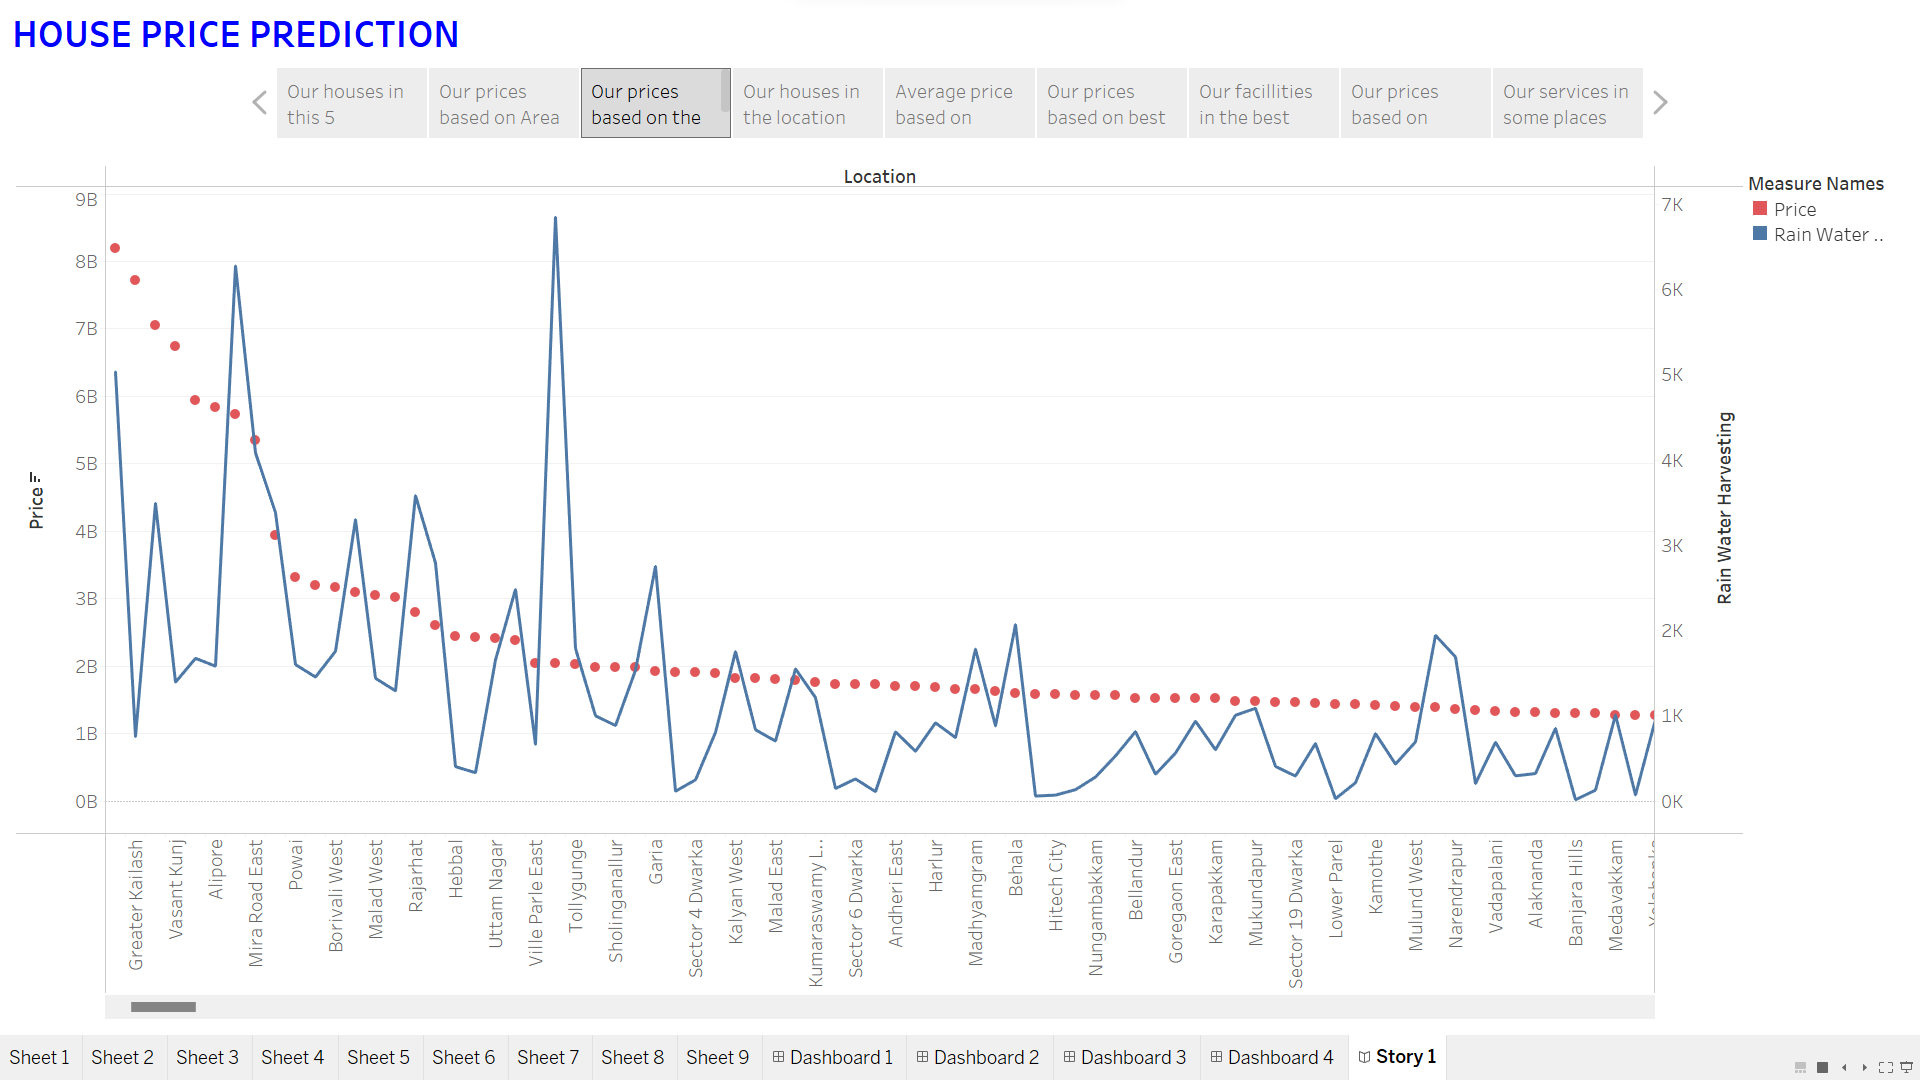 HOUSE PRICE PREDICTION
Our houses in
this 5
Our prices
based on Area
Our prices
based on the
Our houses in
the location
Average price
based on
Our prices
based on best
Our facillities
in the best
Our prices
based on
Our services in
some places
Location
Measure Names
Price
Rain Water ..
9B
8B
7B
6B
5B
4B
3B
2B
1B
0B
Price
7K
6K
5K
4K
3K
2K
1K
0K
Rain Water Harvesting
Greater Kailash
Vasant Kunj
Alipore
Mira Road East
Powai
Borivali West
Malad West
Rajarhat
Hebbal
Uttam Nagar
Ville Parle East
Tollygunge
Sholinganallur
Garia
Sector 4 Dwarka
Kalyan West
Malad East
Kumaraswamy L..
Sector 6 Dwarka
Andheri East
Harlur
Madhyamgram
Behala
Hitech City
Nungambakkam
Bellandur
Goregaon East
Karapakkam
Mukundapur
Sector 19 Dwarka
Lower Parel
Kamothe
Mulund West
Narendrapur
Vadapalani
Alaknanda
Banjara Hills
Medavakkam
Sheet 1
Sheet 2
Sheet 3
Sheet 4
Sheet 5
Sheet 6
Sheet 7
Sheet 8
Sheet 9
Dashboard 1
Dashboard 2
Dashboard 3
Dashboard 4
Story 1